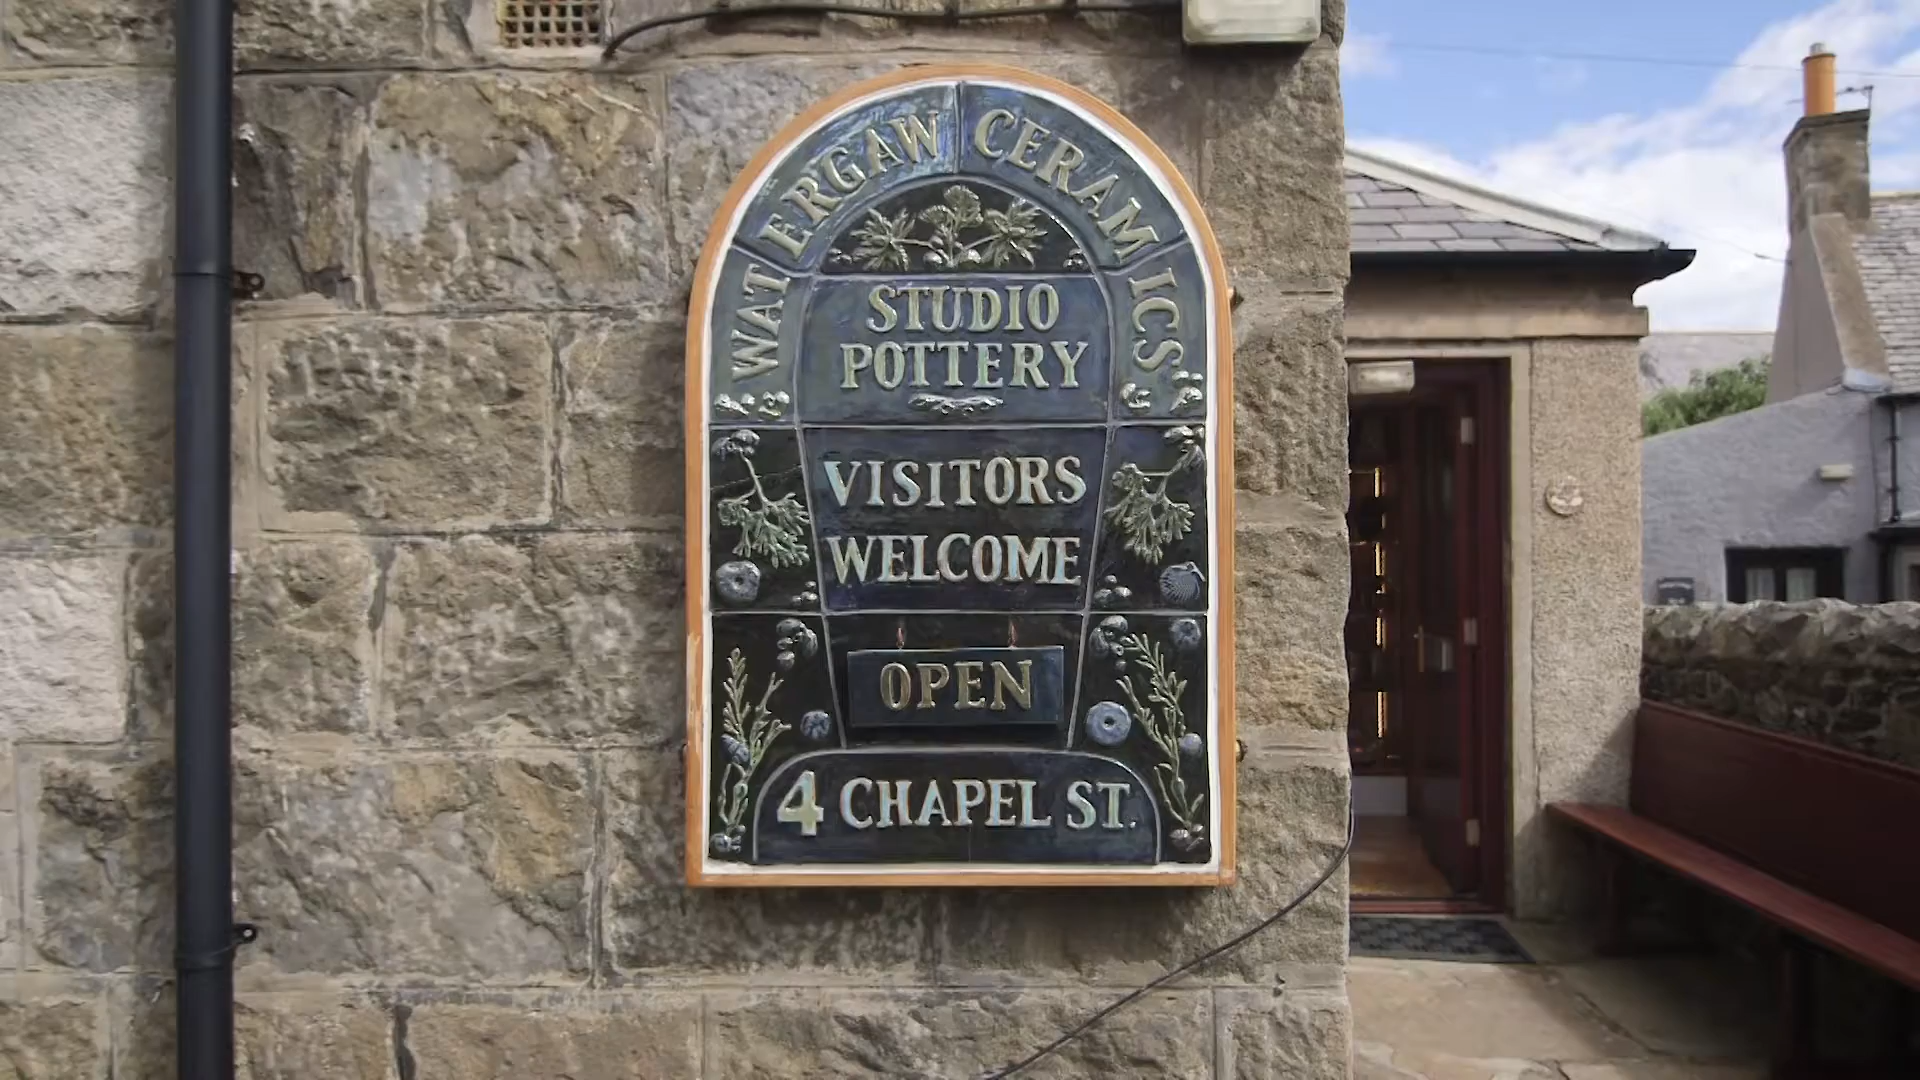 WATERGAW CERAMICS
STUDIO
POTTERY
VISITORS
WELCOME
OPEN
4 CHAPEL ST.